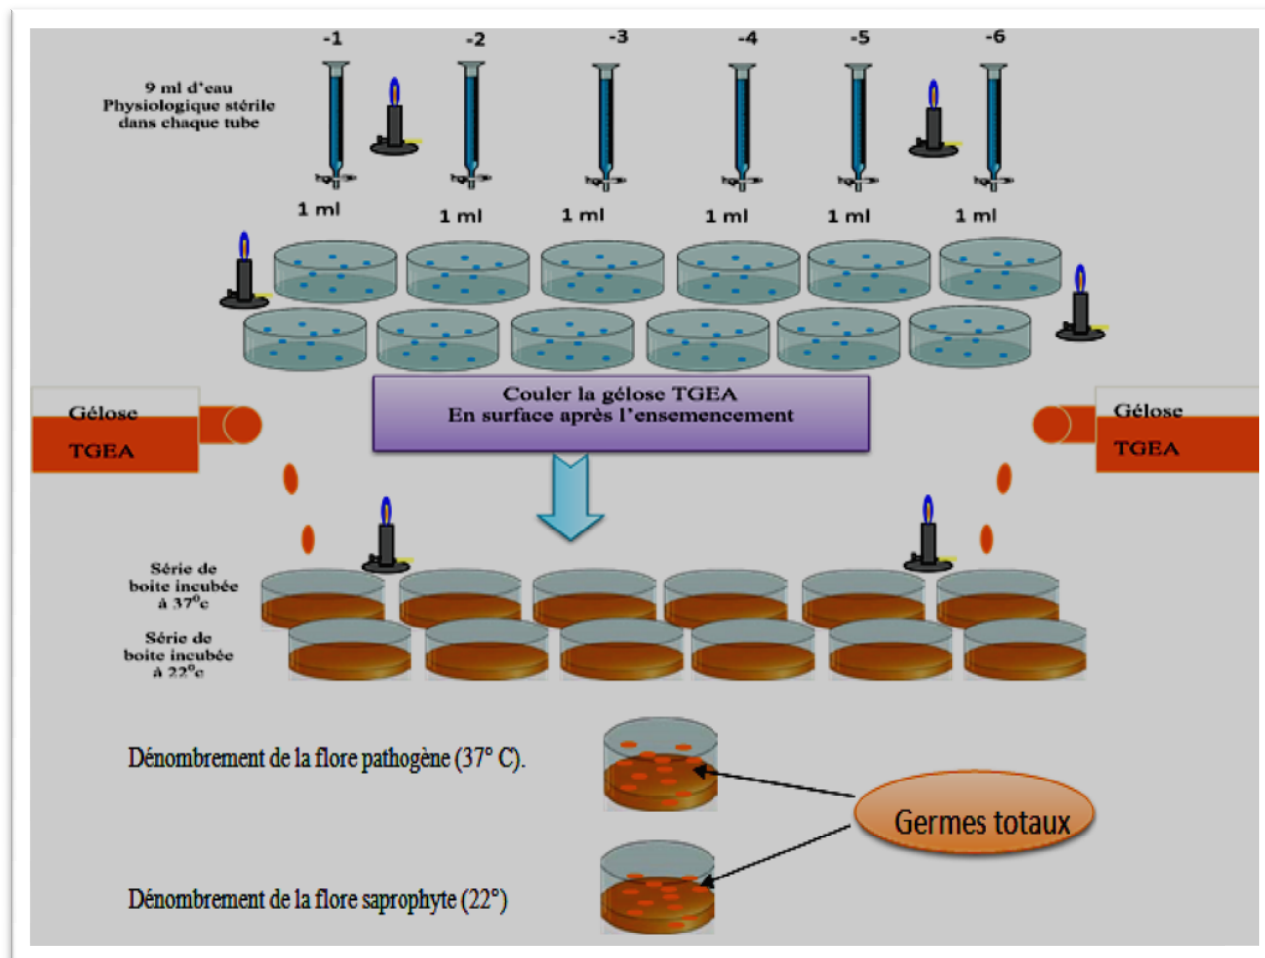 -1
-2
-3
-4
-5
-6
9 ml d'eau
Physiologique stérile
dans chaque tube
1 ml
1 ml
1 ml
1 ml
1 ml
1 ml
Couler la gélose TGEA
En surface après l'ensemencement
Gélose
TGEA
Gélose
TGEA
Série de
boite incubée
à 37⁰c
Série de
boite incubée
à 22⁰c
Dénombrement de la flore pathogène (37° C).
Germes totaux
Dénombrement de la flore saprophyte (22°)